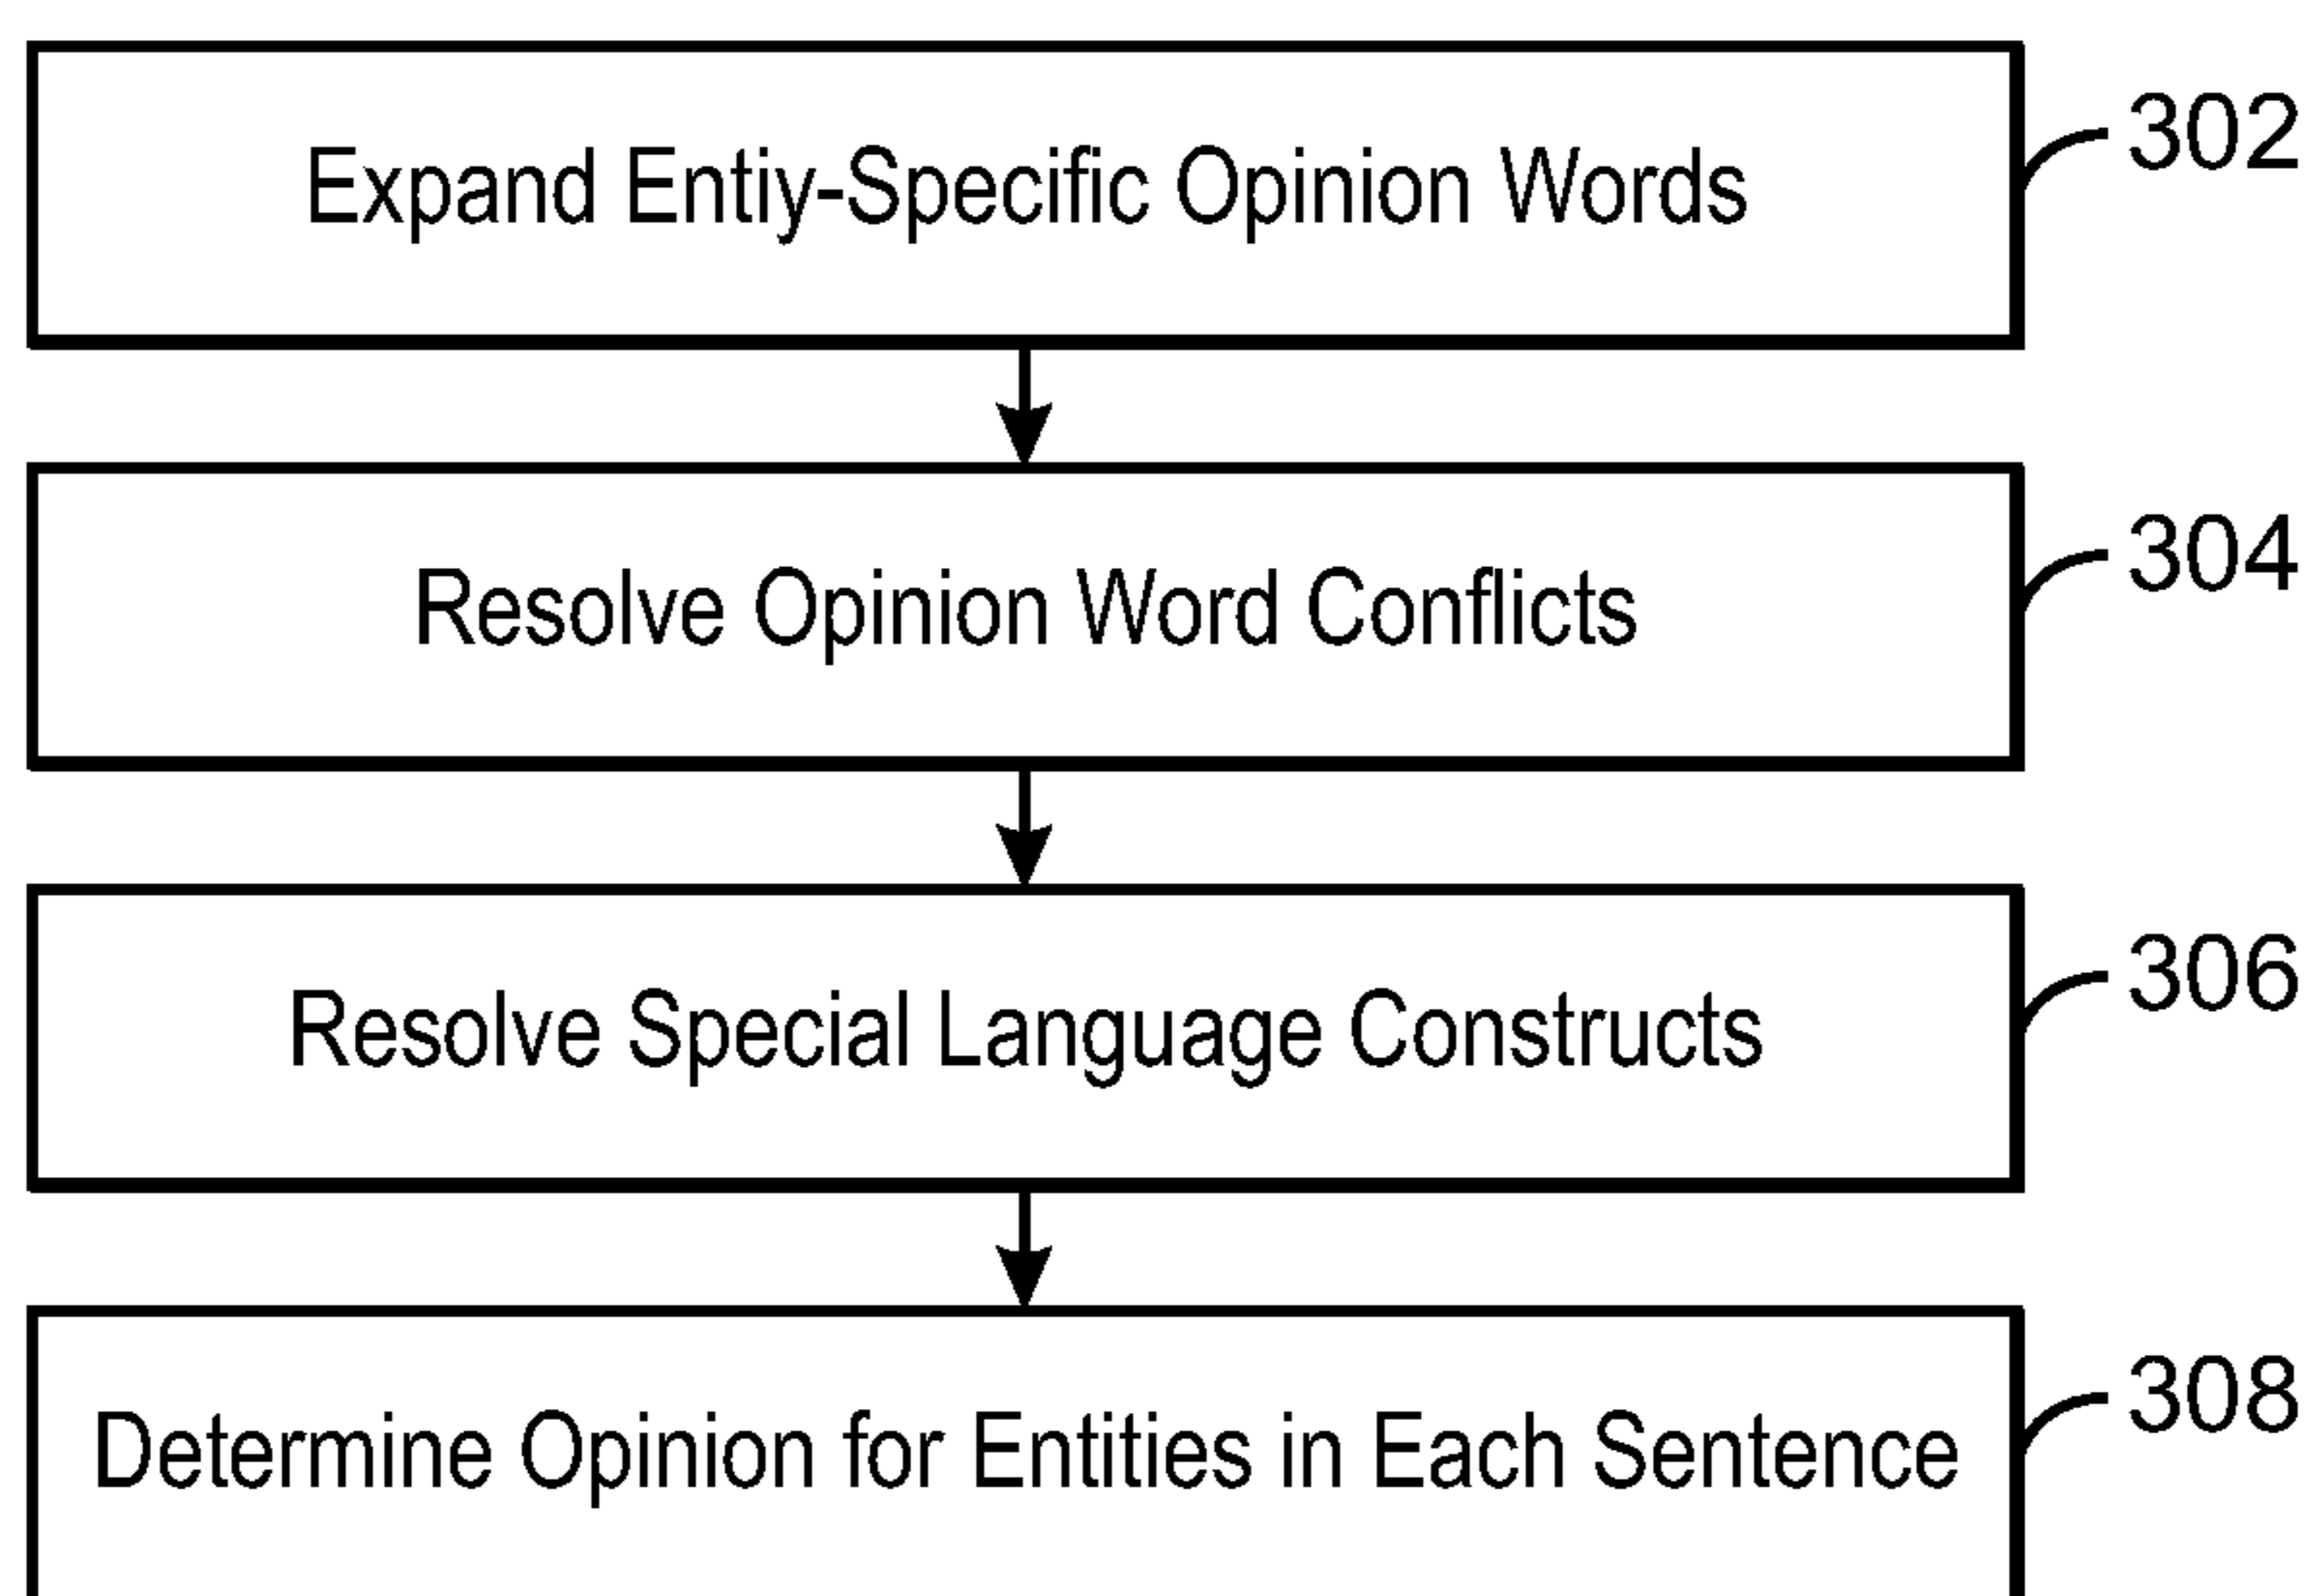 Expand Entiy-Specific Opinion Words
302
Resolve Opinion Word Conflicts
304
Resolve Special Language Constructs
306
Determine Opinion for Entities in Each Sentence
308